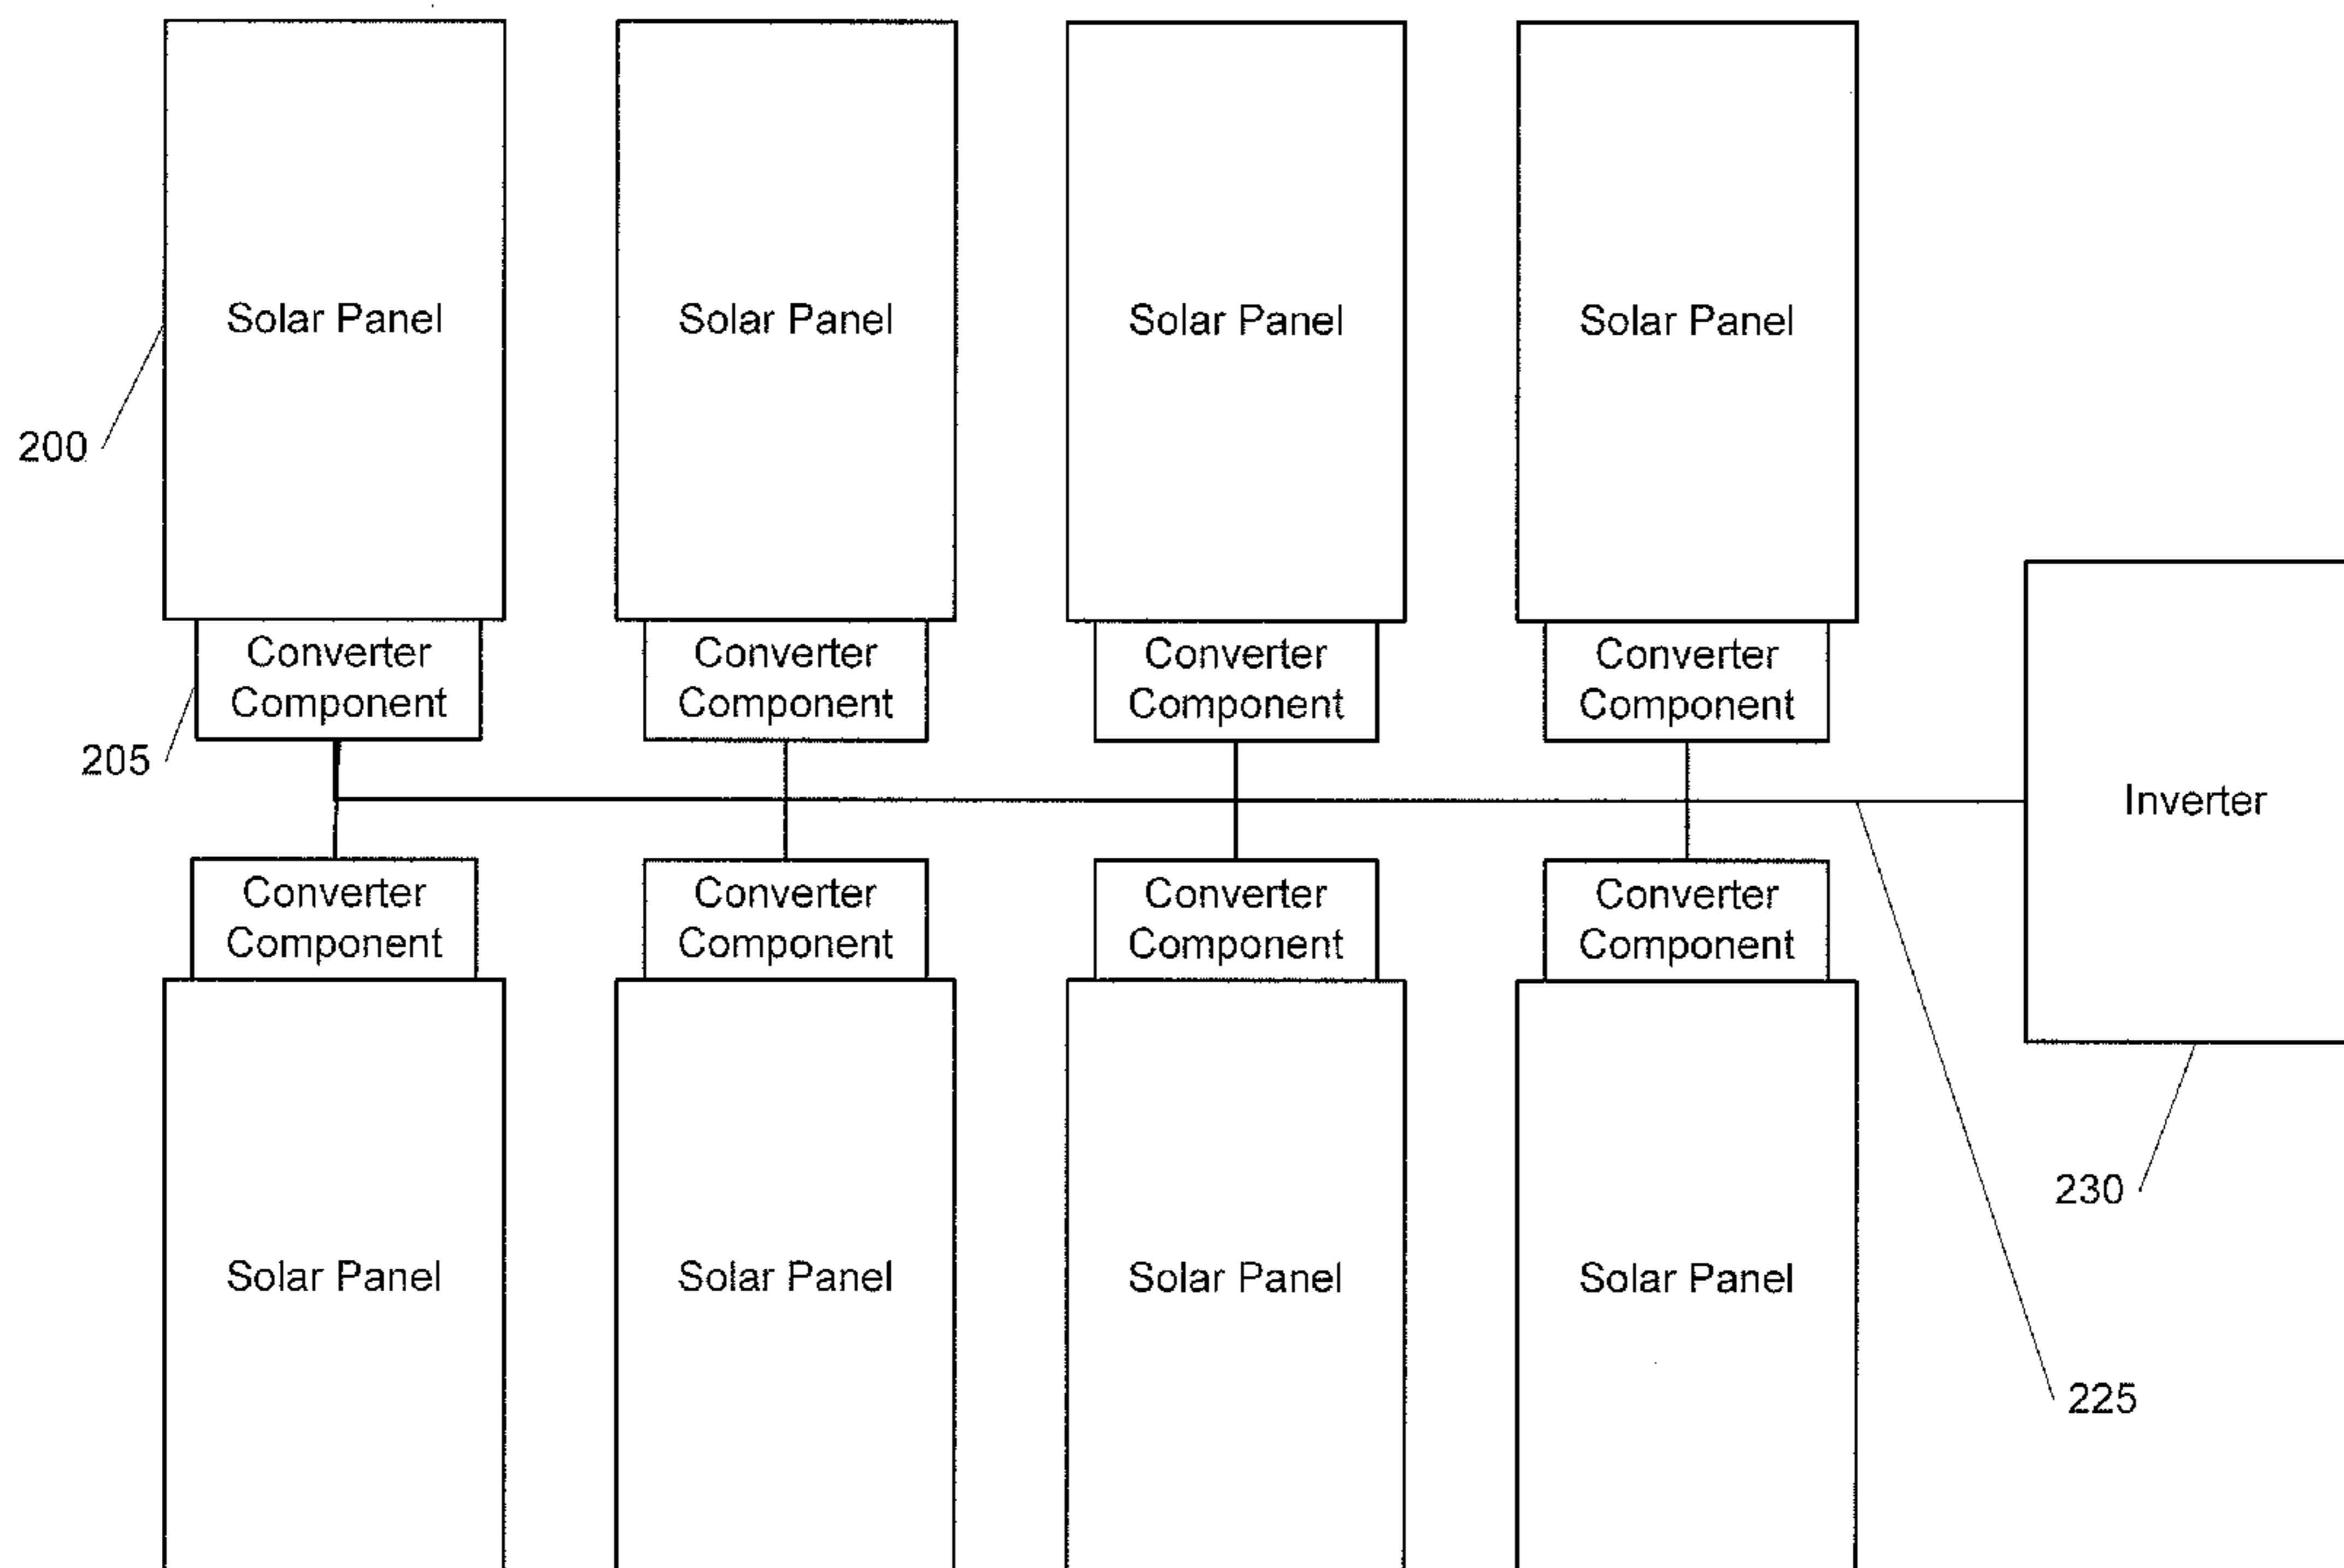 Solar Panel
Solar Panel
Solar Panel
Solar Panel
200
Converter
Component
Converter
Component
Converter
Component
Converter
Component
205
Inverter
Converter
Component
Converter
Component
Converter
Component
Converter
Component
230
Solar Panel
Solar Panel
Solar Panel
Solar Panel
225